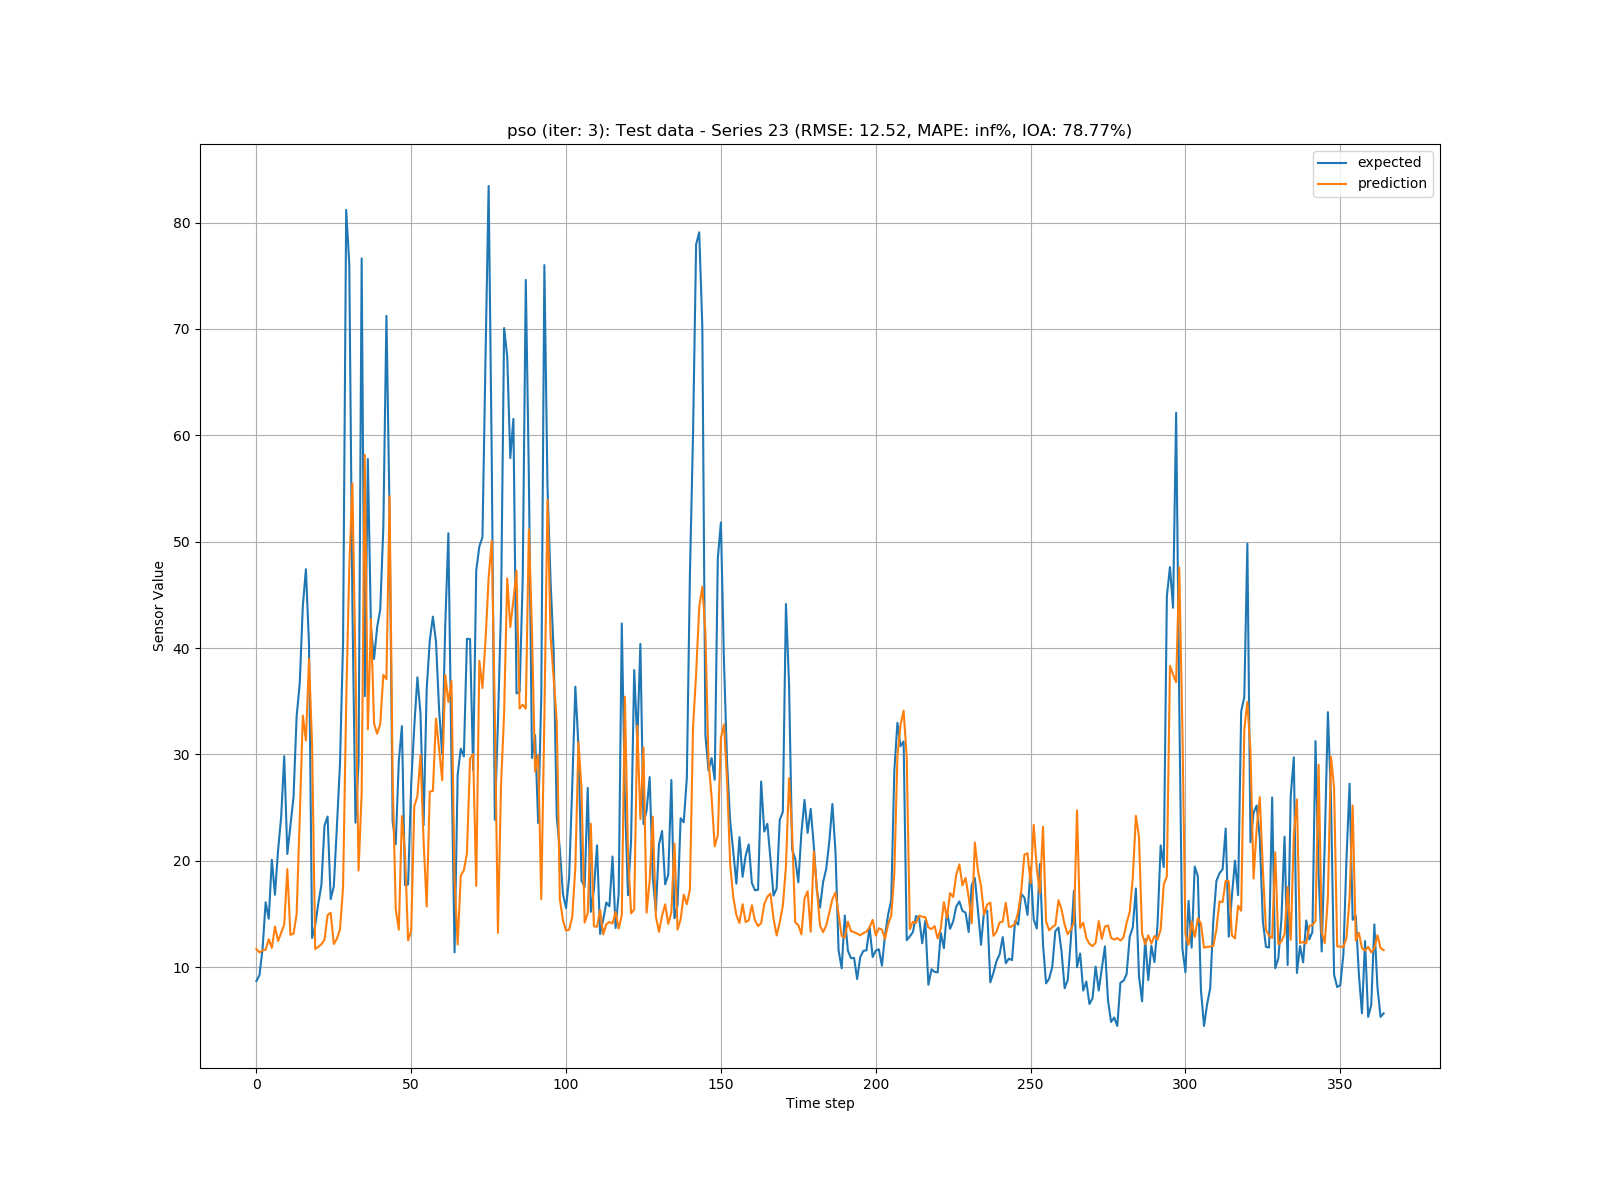 pso (iter: 3): Test data - Series 23 (RMSE: 12.52, MAPE: inf%, IOA: 78.77%)
expected
prediction
Sensor Value
80
70
60
50
40
30
20
10
0 50 100 150 200 250 300 350
Time step